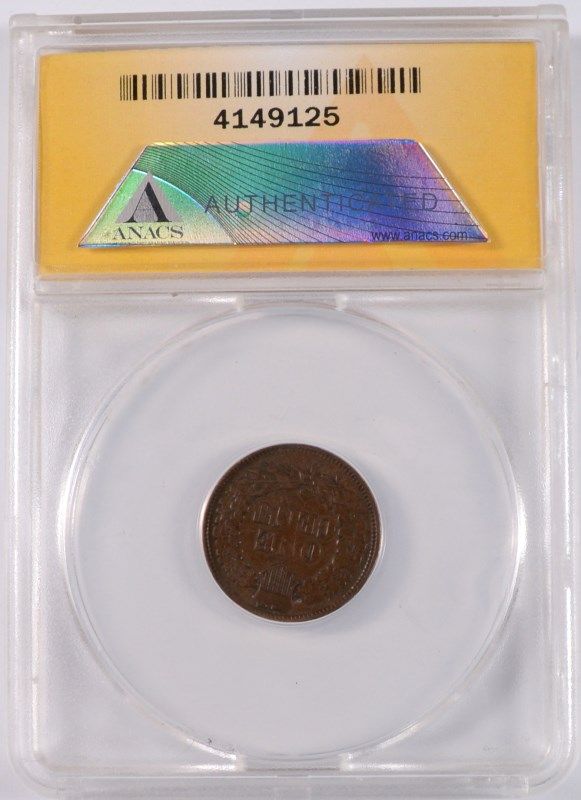 4149125
ANACS
AUTHENTICATED
www.anacs.com
ONE
CENT